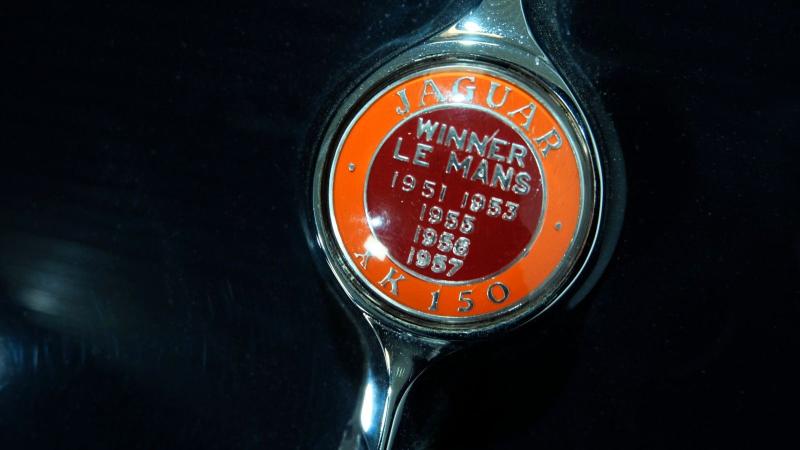 JAGUAR
WINNER
LE MANS
1951 1953
1955
1956
1957
XK 150